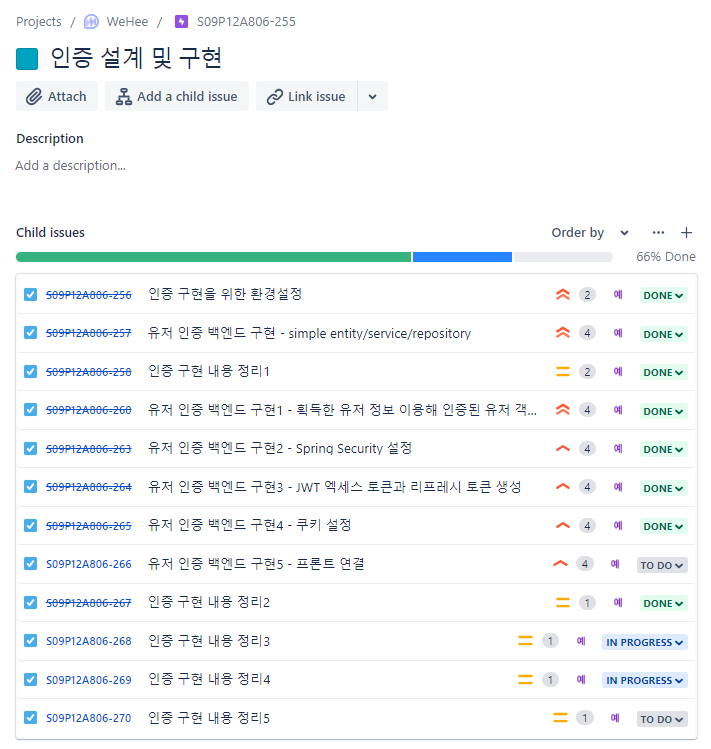 Projects / WeHee / S09P12A806-255
인증 설계 및 구현
Attach Add a child issue Link issue
Description
Add a description...
Child issues Order by
66% Done
S09P12A806-256 인증 구현을 위한 환경설정 2 예 DONE
S09P12A806-257 유저 인증 백엔드 구현 - simple entity/service/repository 4 예 DONE
S09P12A806-258 인증 구현 내용 정리1 2 예 DONE
S09P12A806-260 유저 인증 백엔드 구현1 - 획득한 유저 정보 이용해 인증된 유저 객... 4 예 DONE
S09P12A806-263 유저 인증 백엔드 구현2 - Spring Security 설정 4 예 DONE
S09P12A806-264 유저 인증 백엔드 구현3 - JWT 엑세스 토큰과 리프레시 토큰 생성 4 예 DONE
S09P12A806-265 유저 인증 백엔드 구현4 - 쿠키 설정 4 예 DONE
S09P12A806-266 유저 인증 백엔드 구현5 - 프론트 연결 4 예 TO DO
S09P12A806-267 인증 구현 내용 정리2 1 예 DONE
S09P12A806-268 인증 구현 내용 정리3 1 예 IN PROGRESS
S09P12A806-269 인증 구현 내용 정리4 1 예 IN PROGRESS
S09P12A806-270 인증 구현 내용 정리5 1 예 TO DO